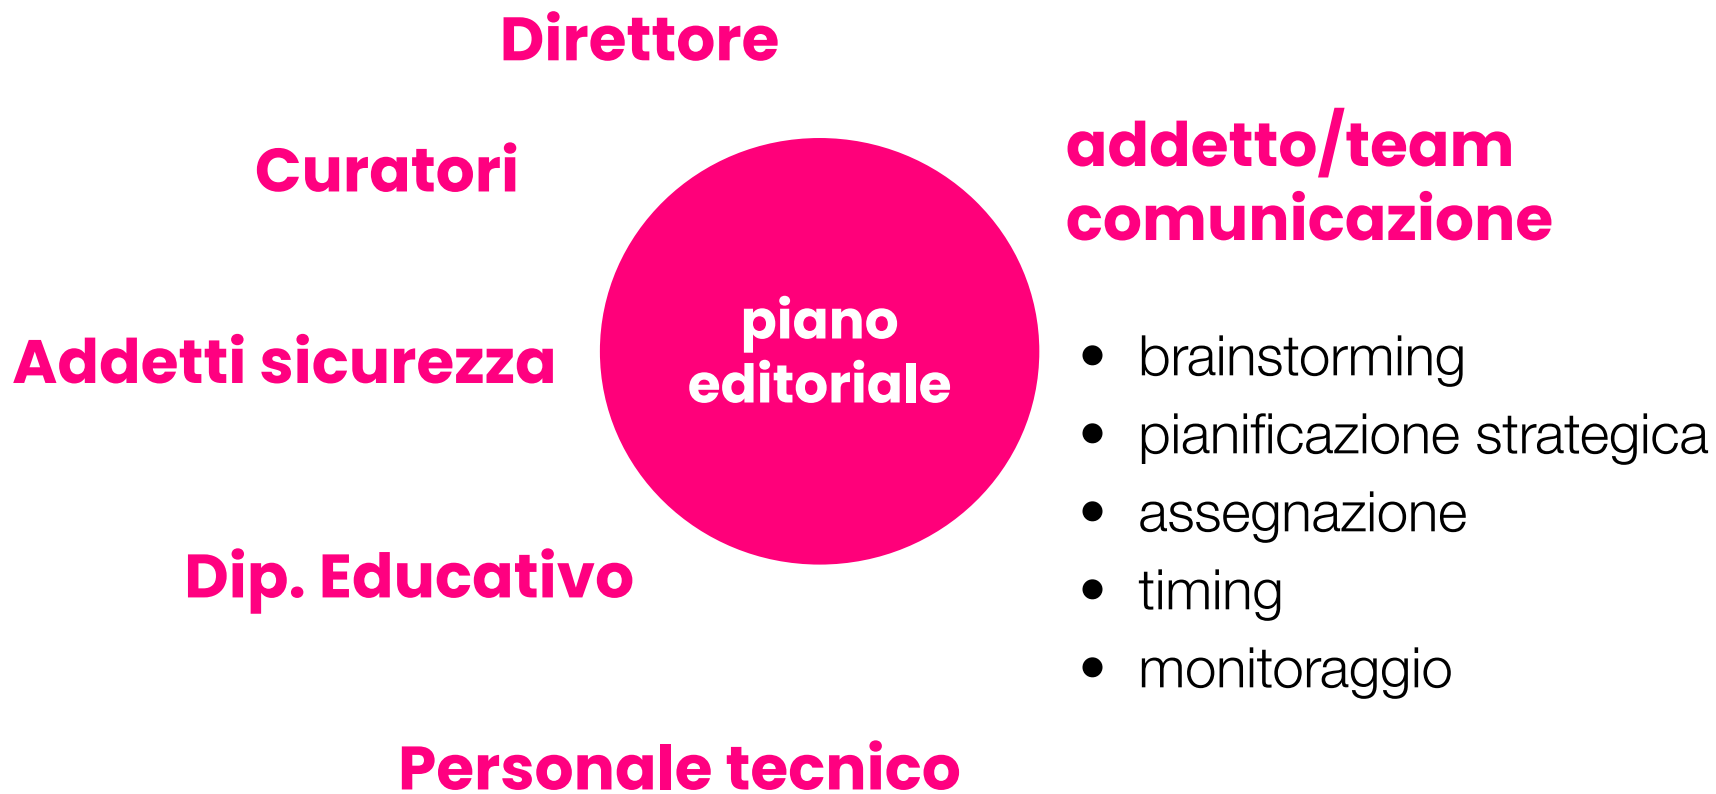 Direttore
Curatori
Addetti sicurezza
Dip. Educativo
Personale tecnico
piano
editoriale
addetto/team
comunicazione
• brainstorming
• pianificazione strategica
• assegnazione
• timing
• monitoraggio